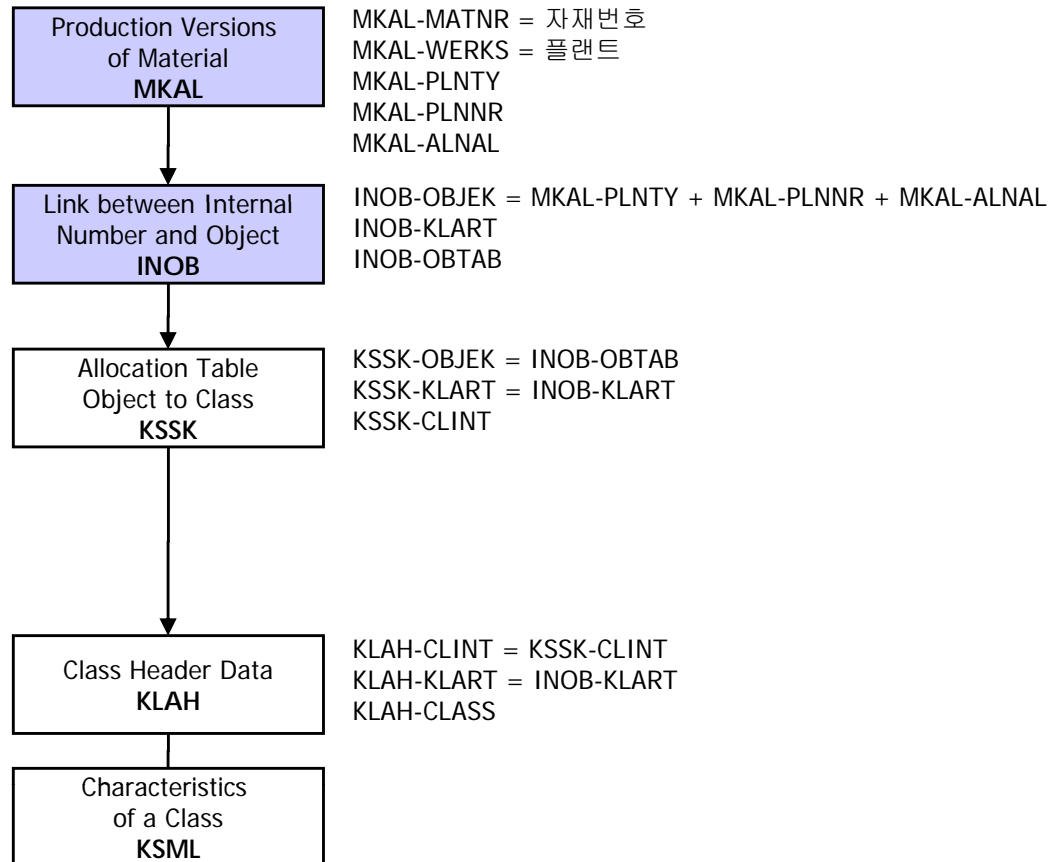 Production Versions
of Material
MKAL
MKAL-MATNR = 자재번호
MKAL-WERKS = 플랜트
MKAL-PLNTY
MKAL-PLNNR
MKAL-ALNAL
Link between Internal
Number and Object
INOB
INOB-OBJEK = MKAL-PLNTY + MKAL-PLNNR + MKAL-ALNAL
INOB-KLART
INOB-OBTAB
Allocation Table
Object to Class
KSSK
KSSK-OBJEK = INOB-OBTAB
KSSK-KLART = INOB-KLART
KSSK-CLINT
Class Header Data
KLAH
KLAH-CLINT = KSSK-CLINT
KLAH-KLART = INOB-KLART
KLAH-CLASS
Characteristics
of a Class
KSML